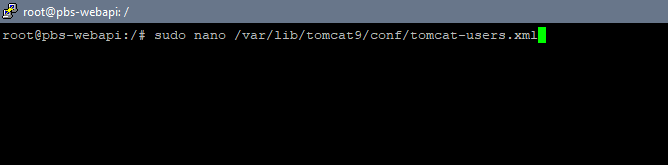 root@pbs-webapi: /
root@pbs-webapi:/# sudo nano /var/lib/tomcat9/conf/tomcat-users.xml